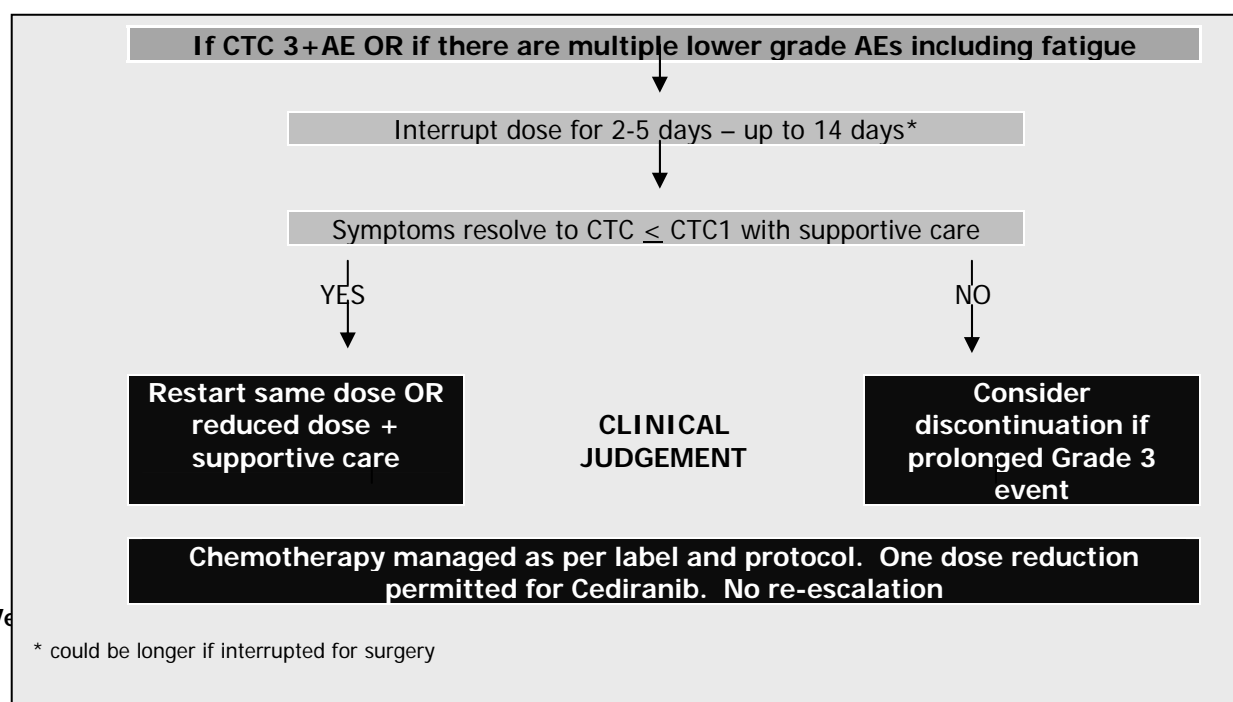 If CTC 3+AE OR if there are multiple lower grade AEs including fatigue
Interrupt dose for 2-5 days – up to 14 days*
Symptoms resolve to CTC ≤ CTC1 with supportive care
YES
NO
Restart same dose OR
reduced dose +
supportive care
CLINICAL
JUDGEMENT
Consider
discontinuation if
prolonged Grade 3
event
Chemotherapy managed as per label and protocol. One dose reduction
permitted for Cediranib. No re-escalation
* could be longer if interrupted for surgery